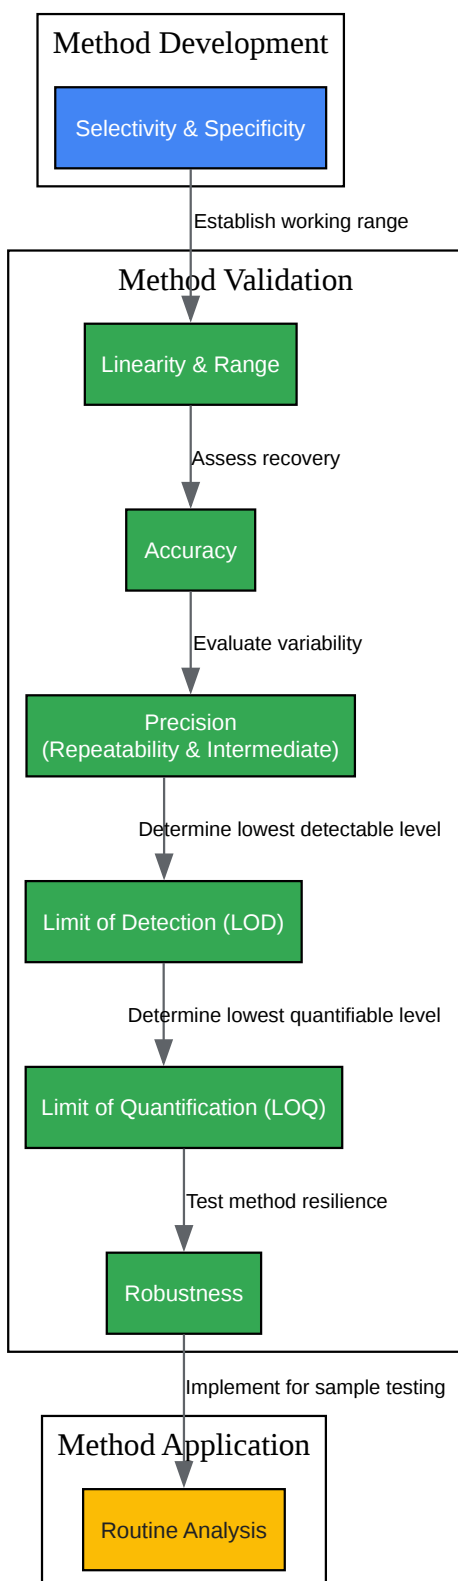 Method Development
Selectivity & Specificity
Establish working range
Method Validation
Linearity & Range
Assess recovery
Accuracy
Evaluate variability
Precision
(Repeatability & Intermediate)
Determine lowest detectable level
Limit of Detection (LOD)
Determine lowest quantifiable level
Limit of Quantification (LOQ)
Test method resilience
Robustness
Implement for sample testing
Method Application
Routine Analysis